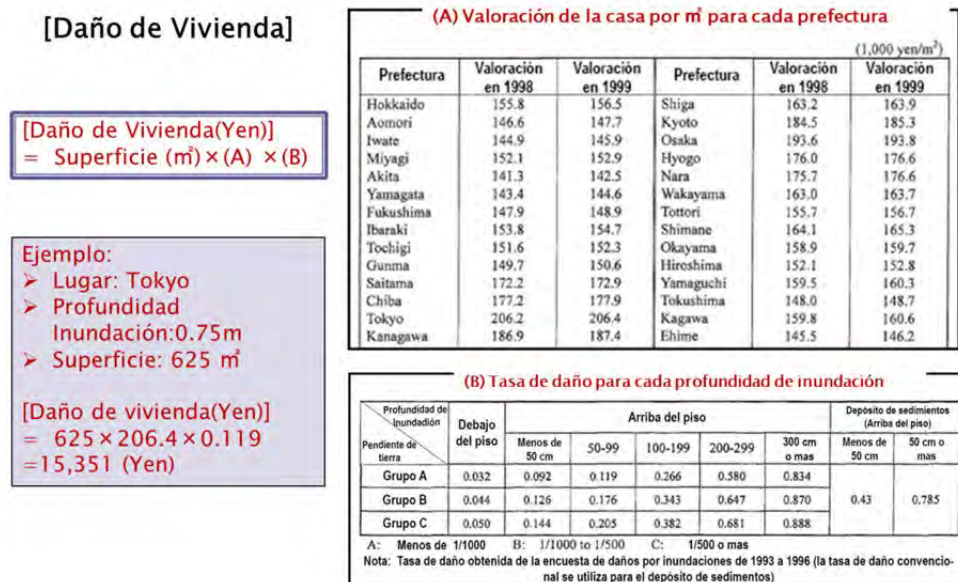 [Daño de Vivienda]
[Daño de Vivienda(Yen)]
= Superficie (㎡)×(A) ×(B)
Ejemplo:
➢ Lugar: Tokyo
➢ Profundidad
Inundación:0.75m
➢ Superficie: 625 ㎡
[Daño de vivienda(Yen)]
= 625×206.4×0.119
=15,351 (Yen)
(A) Valoración de la casa por ㎡ para cada prefectura
(1,000 yen/m²)
Prefectura Valoración en 1998 Valoración en 1999 Prefectura Valoración en 1998 Valoración en 1999
Hokkaido 155.8 156.5 Shiga 163.2 163.9
Aomori 146.6 147.7 Kyoto 184.5 185.3
Iwate 144.9 145.9 Osaka 193.6 193.8
Miyagi 152.1 152.9 Hyogo 176.0 176.6
Akita 141.3 142.5 Nara 175.7 176.6
Yamagata 143.4 144.6 Wakayama 163.0 163.7
Fukushima 147.9 148.9 Tottori 155.7 156.7
Ibaraki 153.8 154.7 Shimane 164.1 165.3
Tochigi 151.6 152.3 Okayama 158.9 159.7
Gunma 149.7 150.6 Hiroshima 152.1 152.8
Saitama 172.2 172.9 Yamaguchi 159.5 160.3
Chiba 177.2 177.9 Tokushima 148.0 148.7
Tokyo 206.2 206.4 Kagawa 159.8 160.6
Kanagawa 186.9 187.4 Ehime 145.5 146.2
(B) Tasa de daño para cada profundidad de inundación
Profundidad de Inundadión
Pendiente de tierra
Debajo del piso
Arriba del piso
Depósito de sedimentos (Arriba del piso)
Menos de 50 cm 50-99 100-199 200-299 300 cm o mas Menos de 50 cm 50 cm o mas
Grupo A 0.032 0.092 0.119 0.266 0.580 0.834
Grupo B 0.044 0.126 0.176 0.343 0.647 0.870 0.43 0.785
Grupo C 0.050 0.144 0.205 0.382 0.681 0.888
A: Menos de 1/1000 B: 1/1000 to 1/500 C: 1/500 o mas
Nota: Tasa de daño obtenida de la encuesta de daños por inundaciones de 1993 a 1996 (la tasa de daño convencio-
nal se utiliza para el depósito de sedimentos)